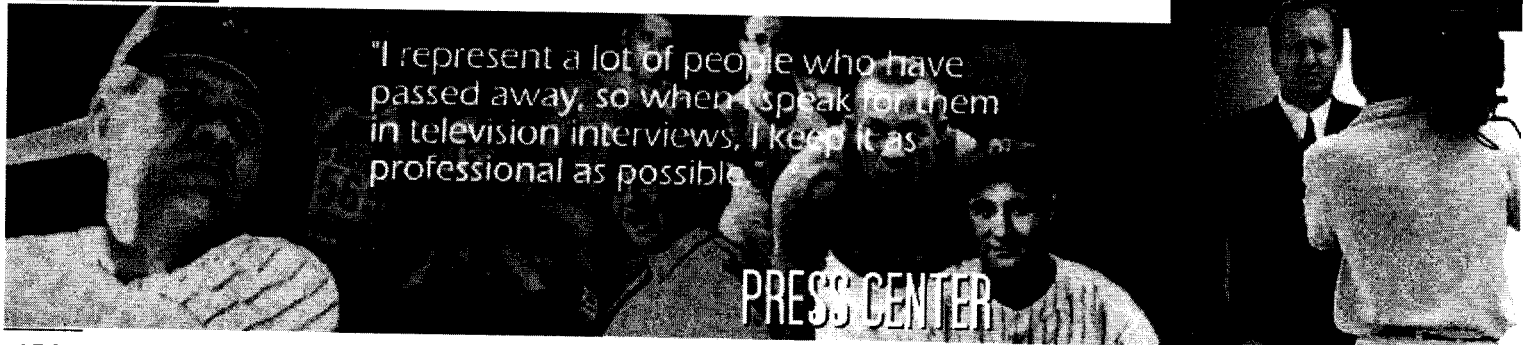 "I represent a lot of people who have
passed away, so when I speak for them
in television interviews, I keep it as
professional as possible."
PRESS CENTER